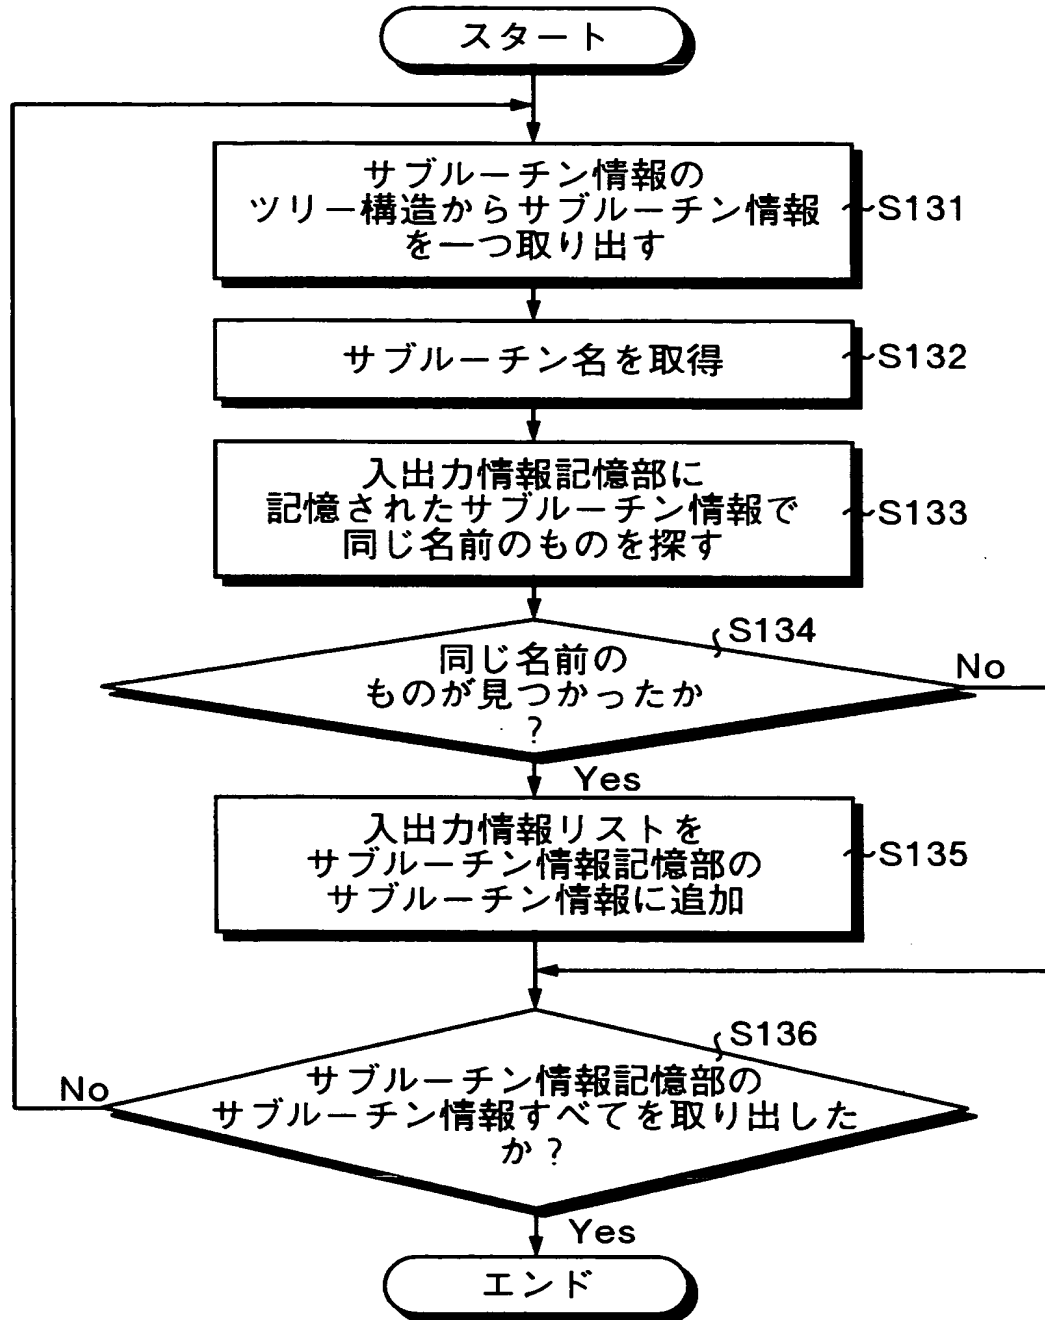 スタート
サブルーチン情報の
ツリー構造からサブルーチン情報
を一つ取り出す
S131
サブルーチン名を取得
S132
入出力情報記憶部に
記憶されたサブルーチン情報で
同じ名前のものを探す
S133
S134
同じ名前の
ものが見つかったか
?
No
Yes
入出力情報リストを
サブルーチン情報記憶部の
サブルーチン情報に追加
S135
S136
サブルーチン情報記憶部の
サブルーチン情報すべてを取り出した
か?
No
Yes
エンド